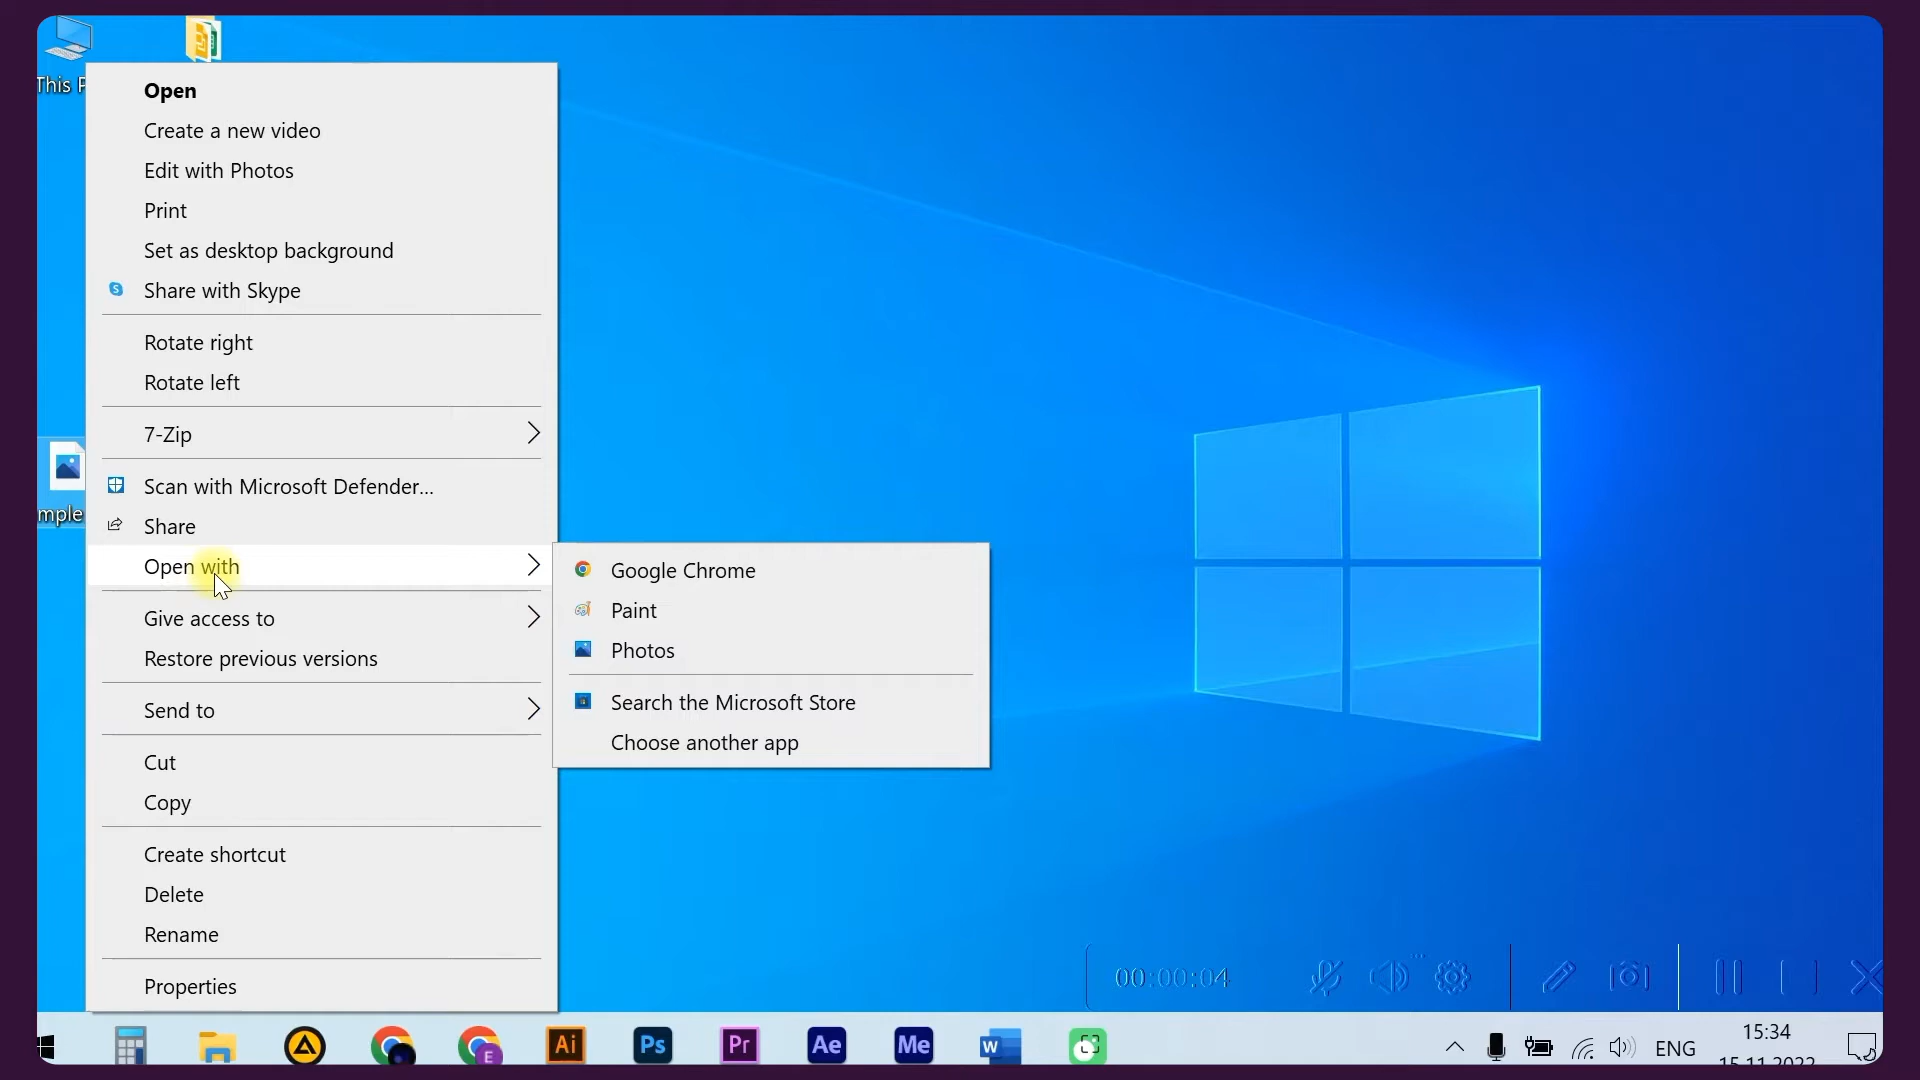 This P
Open
Create a new video
Edit with Photos
Print
Set as desktop background
S Share with Skype
Rotate right
Rotate left
7-Zip
Scan with Microsoft Defender...
Share
mple
Open with
Give access to
Restore previous versions
Send to
Cut
Copy
Create shortcut
Delete
Rename
Properties
Google Chrome
Paint
Photos
Search the Microsoft Store
Choose another app
00:00:04
E
Ai
Ps
Pr
Ae
Me
W
ENG
15:34